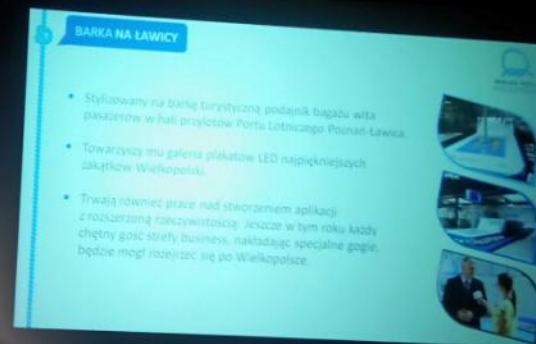 BARKA NA ŁAWICY
Stylizowany na barkę turystyczną podajnik bagażu wita
pasażerów w hali przylotów Portu Lotniczego Poznań-Ławica.
Towarzyszy mu galeria plakatów LED najpiękniejszych
zakątków Wielkopolski.
Trwają również prace nad stworzeniem aplikacji
z rozszerzoną rzeczywistością. Jeszcze w tym roku każdy
chętny gość strefy business, nakładając specjalne gogle,
będzie mógł rozejrzeć się po Wielkopolsce.